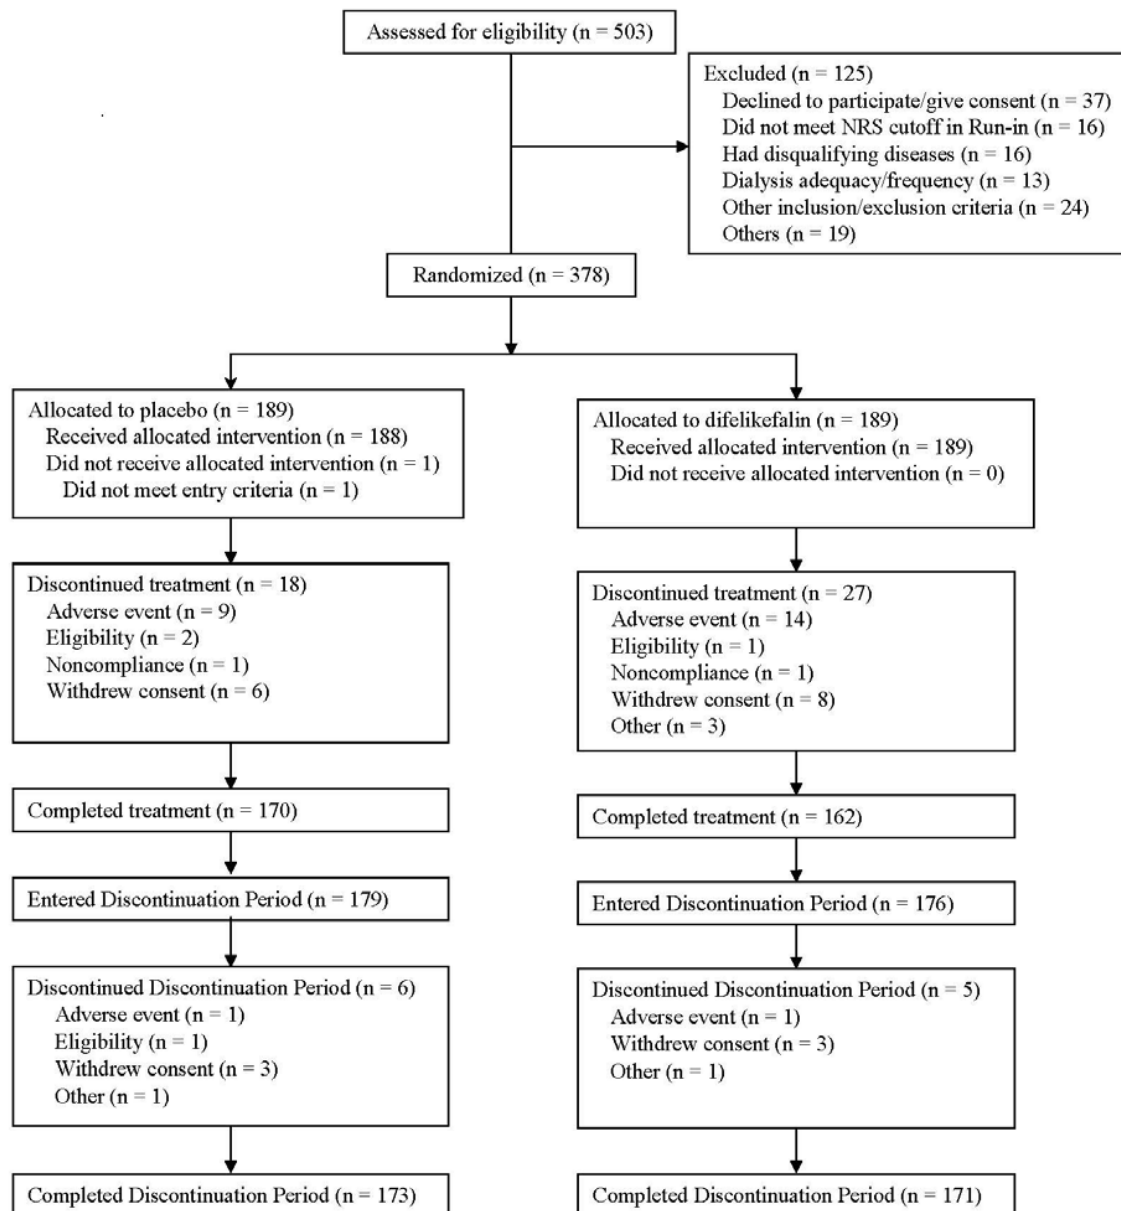 Assessed for eligibility (n = 503)
Excluded (n = 125)
Declined to participate/give consent (n = 37)
Did not meet NRS cutoff in Run-in (n = 16)
Had disqualifying diseases (n = 16)
Dialysis adequacy/frequency (n = 13)
Other inclusion/exclusion criteria (n = 24)
Others (n = 19)
Randomized (n = 378)
Allocated to placebo (n = 189)
Received allocated intervention (n = 188)
Did not receive allocated intervention (n = 1)
Did not meet entry criteria (n = 1)
Allocated to difelikefalin (n = 189)
Received allocated intervention (n = 189)
Did not receive allocated intervention (n = 0)
Discontinued treatment (n = 18)
Adverse event (n = 9)
Eligibility (n = 2)
Noncompliance (n = 1)
Withdrew consent (n = 6)
Discontinued treatment (n = 27)
Adverse event (n = 14)
Eligibility (n = 1)
Noncompliance (n = 1)
Withdrew consent (n = 8)
Other (n = 3)
Completed treatment (n = 170)
Completed treatment (n = 162)
Entered Discontinuation Period (n = 179)
Entered Discontinuation Period (n = 176)
Discontinued Discontinuation Period (n = 6)
Adverse event (n = 1)
Eligibility (n = 1)
Withdrew consent (n = 3)
Other (n = 1)
Discontinued Discontinuation Period (n = 5)
Adverse event (n = 1)
Withdrew consent (n = 3)
Other (n = 1)
Completed Discontinuation Period (n = 173)
Completed Discontinuation Period (n = 171)